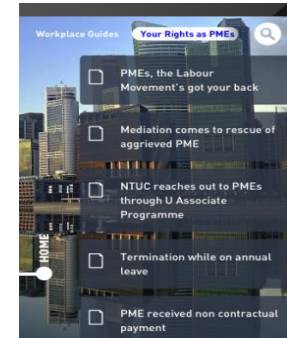 Workplace Guides
Your Rights as PMEs
PMEs, the Labour
Movement's got your back
Mediation comes to rescue of
aggrieved PME
NTUC reaches out to PMEs
through U Associate
Programme
HOME
Termination while on annual
leave
PME received non contractual
payment